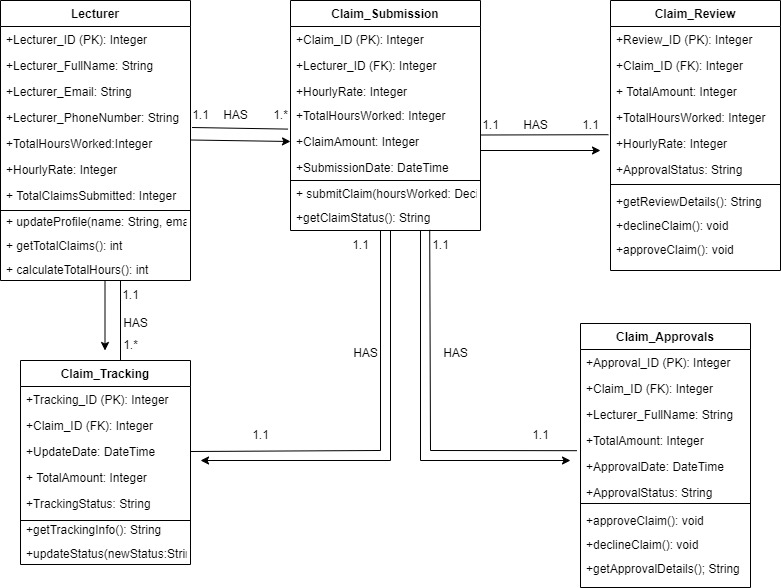 Lecturer
+Lecturer_ID (PK): Integer
+Lecturer_FullName: String
+Lecturer_Email: String
+Lecturer_PhoneNumber: String
+TotalHoursWorked:Integer
+HourlyRate: Integer
+ TotalClaimsSubmitted: Integer
+ updateProfile(name: String, ema
+ getTotalClaims(): int
+ calculateTotalHours(): int
1.1 HAS 1.*
Claim_Submission
+Claim_ID (PK): Integer
+Lecturer_ID (FK): Integer
+HourlyRate: Integer
+TotalHoursWorked: Integer
+ClaimAmount: Integer
+SubmissionDate: DateTime
+ submitClaim(hoursWorked: Deci
+getClaimStatus(): String
1.1 HAS 1.1
Claim_Review
+Review_ID (PK): Integer
+Claim_ID (FK): Integer
+ TotalAmount: Integer
+TotalHoursWorked: Integer
+HourlyRate: Integer
+ApprovalStatus: String
+getReviewDetails(): String
+declineClaim(): void
+approveClaim(): void
1.1
HAS
1.*
1.1
HAS
1.1
1.1
HAS
1.1
Claim_Tracking
+Tracking_ID (PK): Integer
+Claim_ID (FK): Integer
+UpdateDate: DateTime
+ TotalAmount: Integer
+TrackingStatus: String
+getTrackingInfo(): String
+updateStatus(newStatus:Stri
Claim_Approvals
+Approval_ID (PK): Integer
+Claim_ID (FK): Integer
+Lecturer_FullName: String
+TotalAmount: Integer
+ApprovalDate: DateTime
+ApprovalStatus: String
+approveClaim(): void
+declineClaim(): void
+getApprovalDetails(); String